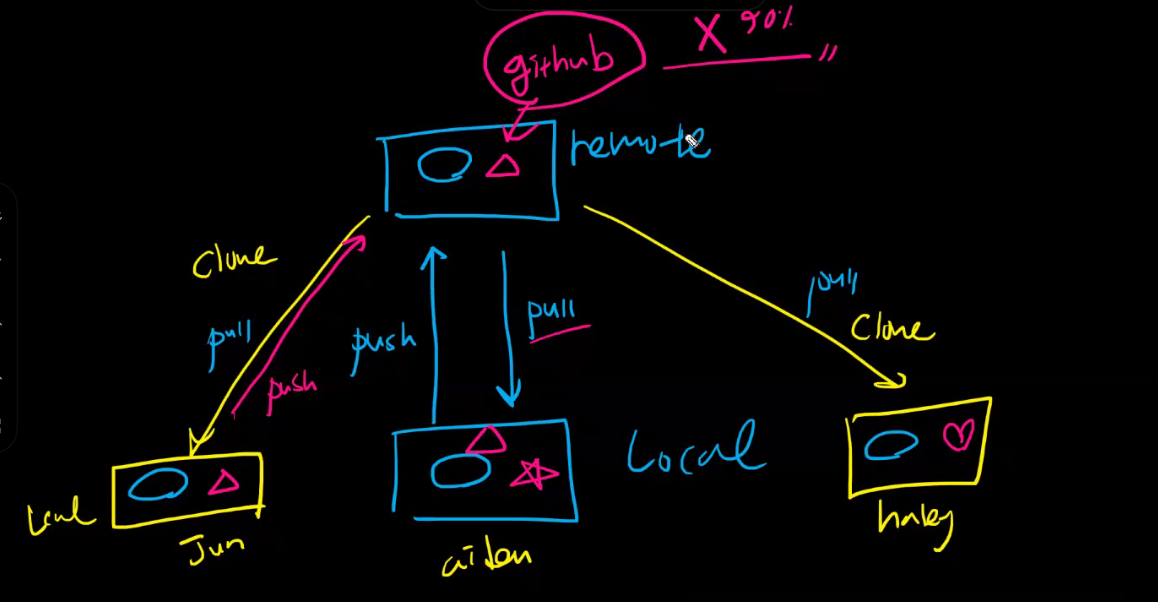 github
X 90%
remote
Clone
pull
push
push
pull
pull
Clone
Local
Local
Jun
aiden
haley